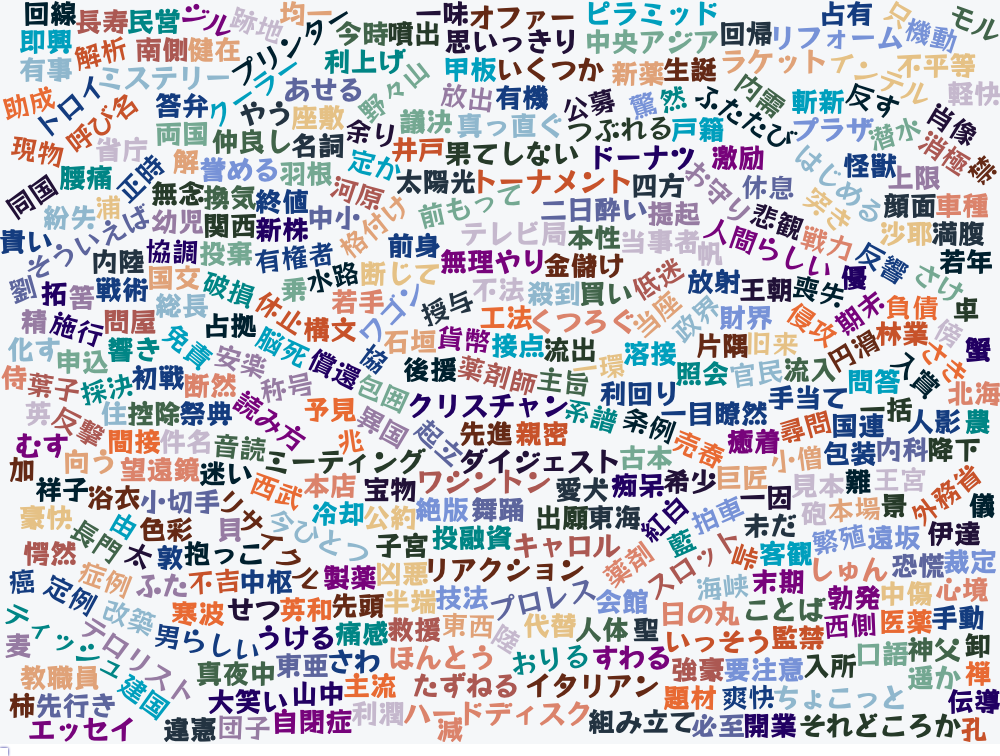 回線 長寿 民営 ジル 跡地 均一 一味 オファー ピラミッド 占有 只 機動 モル
即興 解析 南側 健在 プリンタ 今時 噴出 思いっきり 中央アジア 回帰 リフォーム
有事 ミステリー クーラー 利上げ 甲板 いくつか 新薬 生誕 ラケット インデル 不平等
助成 トロイ 答弁 やう あせる 野々山 放出 有機 公募 驚 然 内需 斬新 反す 軽快
呼び名 両国 仲良し 座敷 余り 議決 真っ直ぐ つぶれる 戸籍 ふたたび プラザ 潜水 肖像
現物 省庁 解 誉める 名詞 定か 井戸 果てしない ドーナツ 激励 はじめる 怪獣 消極
同国 腰痛 正時 無念 換気 終値 羽根 河原 太陽光 トーナメント 四方 お守り 休息 上限
紛失 浦 幼児 関西 新株 中小 格付け 前もって 二日酔い 提起 悲観 突き 顔面 車種
貴い そういえば 協調 投棄 有権者 前身 テレビ局 本性 当事者 帆 人間らしい 戦力 沙耶 満腹
内陸 国交 破損 乗 水路 断じて 無理やり 金儲け 低迷 放射 王朝 喪失 優 反響 さけ 若年
劉 拓 答 戦術 総長 休止 若手 ワゴン 授与 不法 殺到 買い 当座 政界 財界 侵攻 期末 負債 卓
精 施行 問屋 占拠 構文 石垣 貨幣 工法 くつろぐ 片隅 旧来 円滑 林業 傍
化す 申込 響き 免責 安楽 脳死 償還 協 後援 接点 流出 一環 溶接 照会 官民 流入 入賞 ささ 蟹
侍 葉子 探決 初戦 断然 称号 包囲 薬剤師 主旨 利回り 手当て 問答 北海
英 反撃 住 控除 祭典 読み方 予見 異国 クリスチャン 系譜 条例 一目瞭然 一括 人影 農
むす 間接 件名 音読 兆 起立 先進 親密 売春 癒着 尋問 国連
加 向う 望遠鏡 迷い ミーティング ダイジェスト 古本 巨匠 小僧 包装 内科 降下
祥子 浴衣 小切手 リタイア 西武 本店 宝物 ワシントン 愛犬 痴呆 希少 一因 見本 難 王宮 外務省
豪快 長門 由 色彩 貝 今ひとつ 冷却 公約 絶版 舞踊 出願 東海 紅白 拍車 未だ 砲 本場 景 儀
愕然 太 敦 抱っこ 子宮 投融資 キャロル 薬剤 藍 スロット 峠 客観 繁殖 遠坂 伊達
癌 定例 症例 ふた 不吉 中枢 製薬 凶悪 リアクション 海峡 末期 しゅん 恐慌 裁定
ティッシュ 改築 寒波 せつ 英和 先頭 半端 技法 プロレス 会館 日の丸 ことば 勃発 中傷 心境
麦 テロリスト 男らしい うける 痛感 救援 東西 陸 代替 人体 聖 いっそう 監禁 西側 医薬 手動
教職員 建国 真夜中 東亜 さわ ほんとう おりる すわる 強豪 要注意 入所 口語 神父 卸
柿 先行き 大笑い 山中 主流 たずねる イタリアン 題材 爽快 ちょこっと 遥か 禅 伝導
エッセイ 違憲 団子 自閉症 利潤 ハードディスク 減 組み立て 必至 開業 それどころか 孔